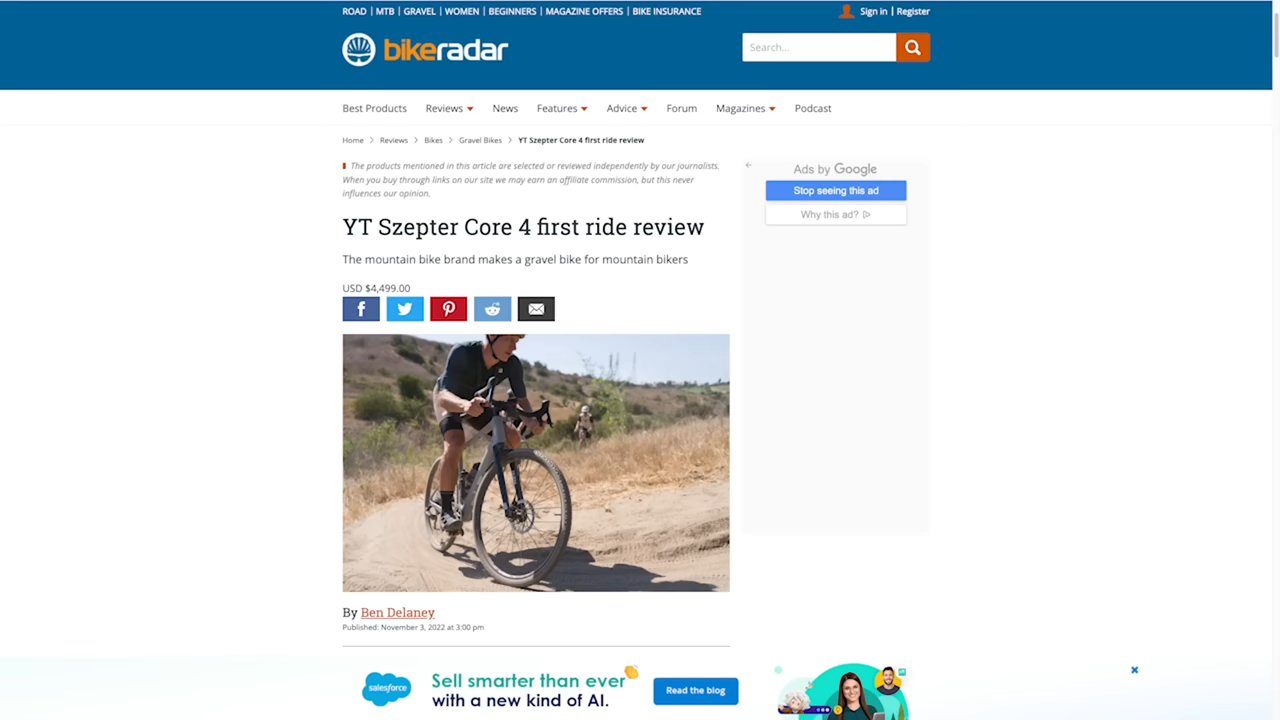 ROAD | MTB | GRAVEL | WOMEN | BEGINNERS | MAGAZINE OFFERS | BIKE INSURANCE
Sign in | Register
bikeradar
Search...
Best Products Reviews News Features Advice Forum Magazines Podcast
Home > Reviews > Bikes > Gravel Bikes > YT Szepter Core 4 first ride review
The products mentioned in this article are selected or reviewed independently by our journalists.
When you buy through links on our site we may earn an affiliate commission, but this never
influences our opinion.
Ads by Google
Stop seeing this ad
Why this ad?
YT Szepter Core 4 first ride review
The mountain bike brand makes a gravel bike for mountain bikers
USD $4,499.00
By Ben Delaney
Published: November 3, 2022 at 3:00 pm
salesforce
Sell smarter than ever
with a new kind of AI.
Read the blog